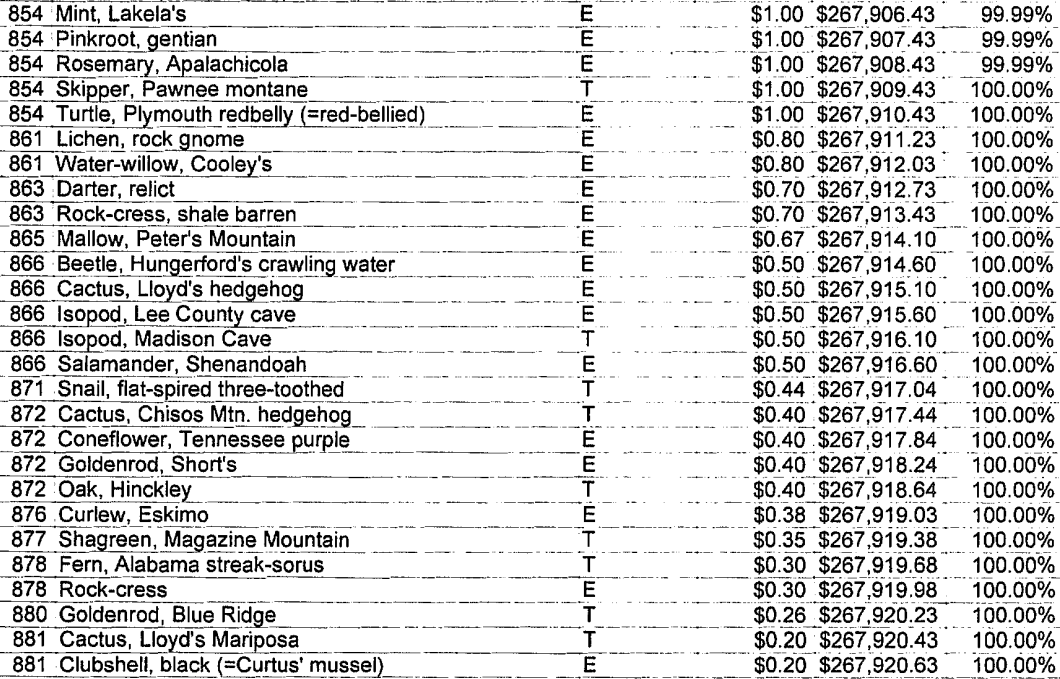 854 Mint, Lakela's E $1.00 $267,906.43 99.99%
854 Pinkroot, gentian E $1.00 $267,907.43 99.99%
854 Rosemary, Apalachicola E $1.00 $267,908.43 99.99%
854 Skipper, Pawnee montane T $1.00 $267,909.43 100.00%
854 Turtle, Plymouth redbelly (=red-bellied) E $1.00 $267,910.43 100.00%
861 Lichen, rock gnome E $0.80 $267,911.23 100.00%
861 Water-willow, Cooley's E $0.80 $267,912.03 100.00%
863 Darter, relict E $0.70 $267,912.73 100.00%
863 Rock-cress, shale barren E $0.70 $267,913.43 100.00%
865 Mallow, Peter's Mountain E $0.67 $267,914.10 100.00%
866 Beetle, Hungerford's crawling water E $0.50 $267,914.60 100.00%
866 Cactus, Lloyd's hedgehog E $0.50 $267,915.10 100.00%
866 Isopod, Lee County cave E $0.50 $267,915.60 100.00%
866 Isopod, Madison Cave T $0.50 $267,916.10 100.00%
866 Salamander, Shenandoah E $0.50 $267,916.60 100.00%
871 Snail, flat-spired three-toothed T $0.44 $267,917.04 100.00%
872 Cactus, Chisos Mtn. hedgehog T $0.40 $267,917.44 100.00%
872 Coneflower, Tennessee purple E $0.40 $267,917.84 100.00%
872 Goldenrod, Short's E $0.40 $267,918.24 100.00%
872 Oak, Hinckley T $0.40 $267,918.64 100.00%
876 Curlew, Eskimo E $0.38 $267,919.03 100.00%
877 Shagreen, Magazine Mountain T $0.35 $267,919.38 100.00%
878 Fern, Alabama streak-sorus T $0.30 $267,919.68 100.00%
878 Rock-cress E $0.30 $267,919.98 100.00%
880 Goldenrod, Blue Ridge T $0.26 $267,920.23 100.00%
881 Cactus, Lloyd's Mariposa T $0.20 $267,920.43 100.00%
881 Clubshell, black (=Curtus' mussel) E $0.20 $267,920.63 100.00%